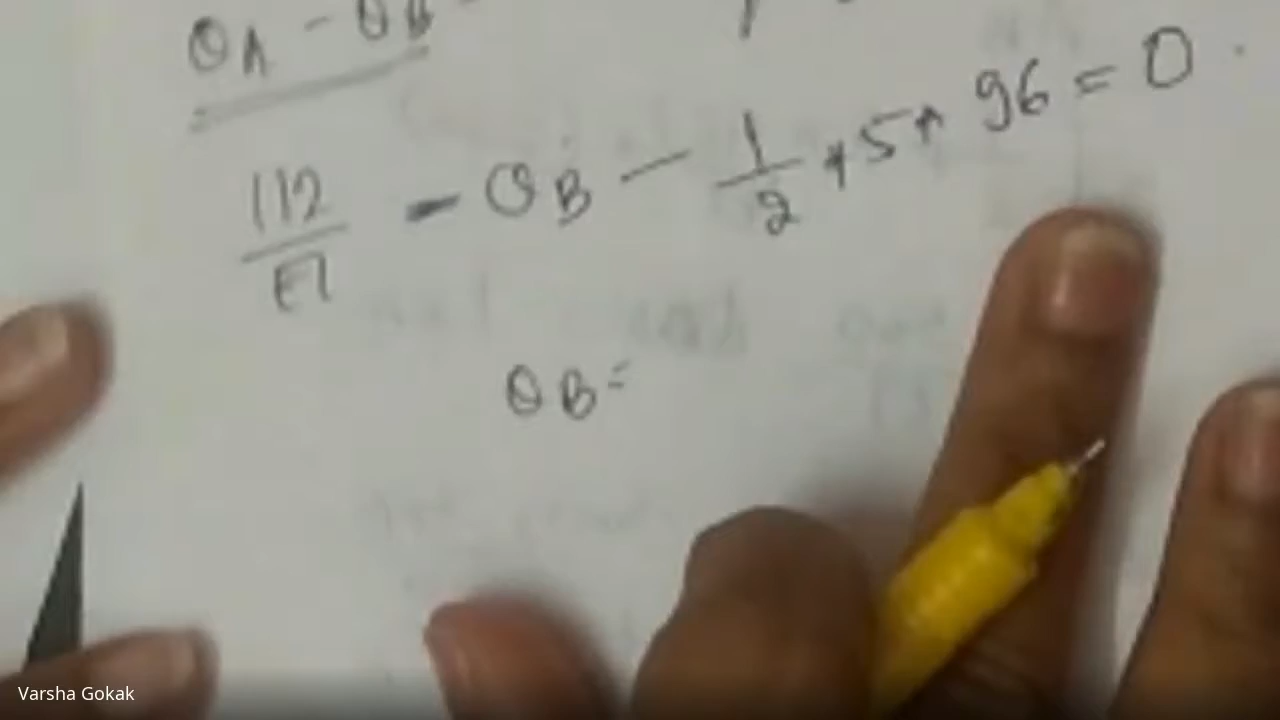 θA - θB
112/EI - θB - 1/2 * 5 * 96 = 0
θB =
Varsha Gokak